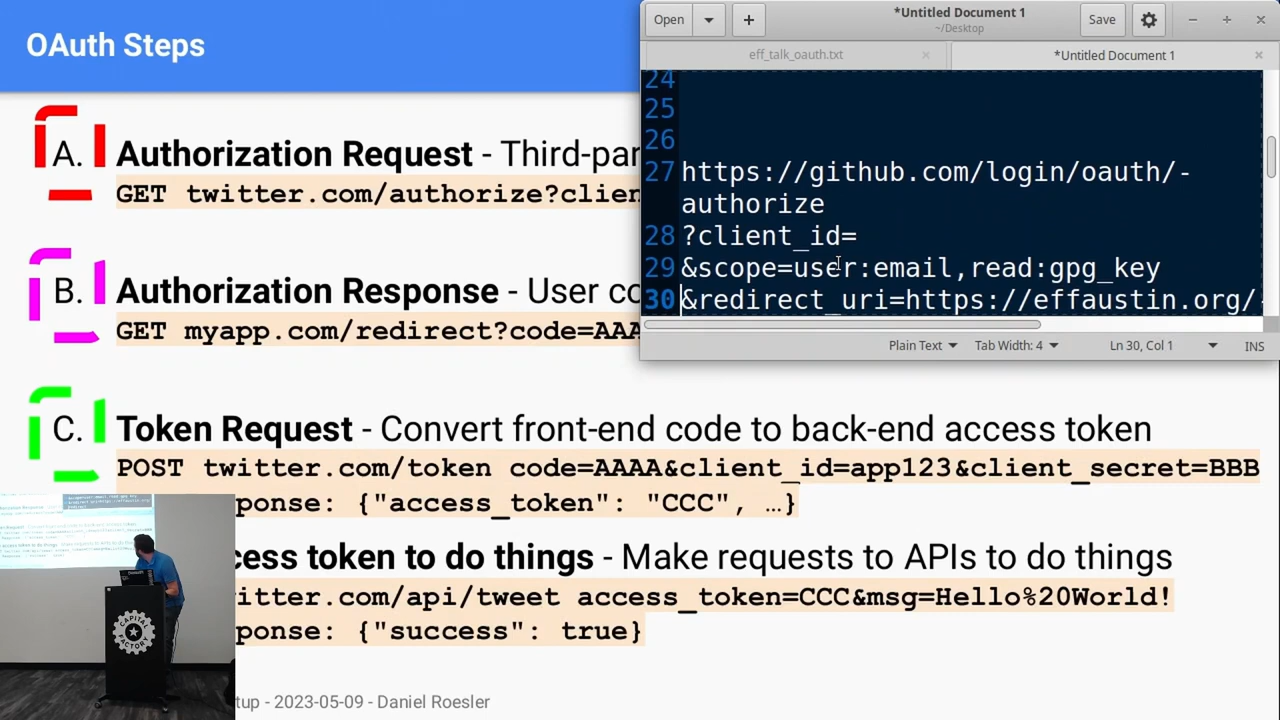 OAuth Steps
A. Authorization Request - Third-par
GET twitter.com/authorize?clien
B. Authorization Response - User co
GET myapp.com/redirect?code=AAA
C. Token Request - Convert front-end code to back-end access token
POST twitter.com/token code=AAAA&client_id=app123&client_secret=BBB
ponse: {"access_token": "CCC", …}
cess token to do things - Make requests to APIs to do things
itter.com/api/tweet access_token=CCC&msg=Hello%20World!
ponse: {"success": true}
tup - 2023-05-09 - Daniel Roesler
Open
*Untitled Document 1
~/Desktop
Save
eff_talk_oauth.txt
*Untitled Document 1
24
25
26
27 https://github.com/login/oauth/-
authorize
28 ?client_id=
29 &scope=user:email,read:gpg_key
30 &redirect_uri=https://effaustin.org/-
Plain Text Tab Width: 4 Ln 30, Col 1 INS
CAPITAL
FACTORY